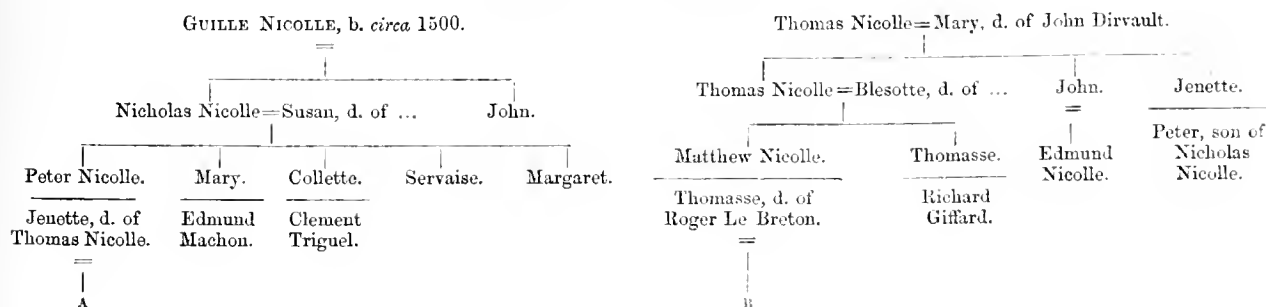 GUILLE NICOLLE, b. circa 1500.
Nicholas Nicolle=Susan, d. of ... John.
Peter Nicolle. Mary. Collette. Servaise. Margaret.
Jenette, d. of Edmund Clement
Thomas Nicolle. Machon. Triguel.
A
Thomas Nicolle=Mary, d. of John Dirvault.
Thomas Nicolle=Blesotte, d. of ... John. Jenette.
Matthew Nicolle. Thomasse. Edmund Peter, son of
Nicolle. Nicholas
Nicolle.
Thomasse, d. of Richard
Roger Le Breton. Giffard.
B